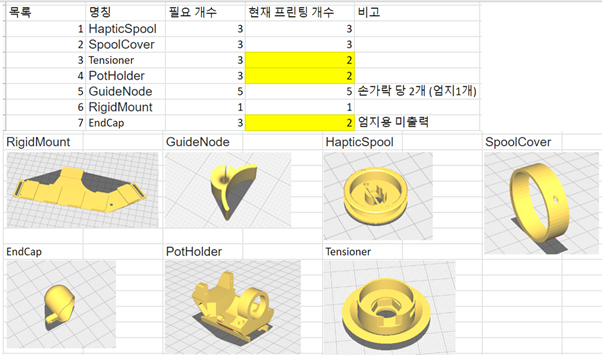 목록 명칭 필요 개수 현재 프린팅 개수 비고
1 HapticSpool 3 3
2 SpoolCover 3 3
3 Tensioner 3 2
4 PotHolder 3 2
5 GuideNode 5 5 손가락 당 2개 (엄지1개)
6 RigidMount 1 1
7 EndCap 3 2 엄지용 미출력
RigidMount GuideNode HapticSpool SpoolCover
EndCap PotHolder Tensioner